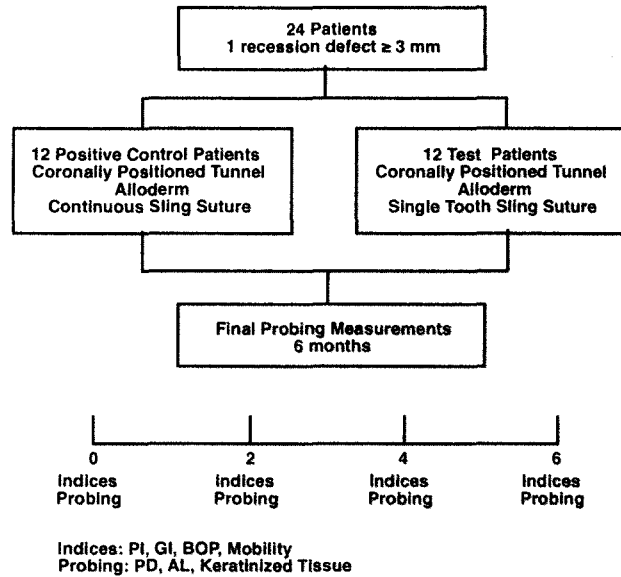 24 Patients
1 recession defect ≥ 3 mm
12 Positive Control Patients
Coronally Positioned Tunnel
Alloderm
Continuous Sling Suture
12 Test Patients
Coronally Positioned Tunnel
Alloderm
Single Tooth Sling Suture
Final Probing Measurements
6 months
0 2 4 6
Indices Indices Indices Indices
Probing Probing Probing Probing
Indices: PI, GI, BOP, Mobility
Probing: PD, AL, Keratinized Tissue